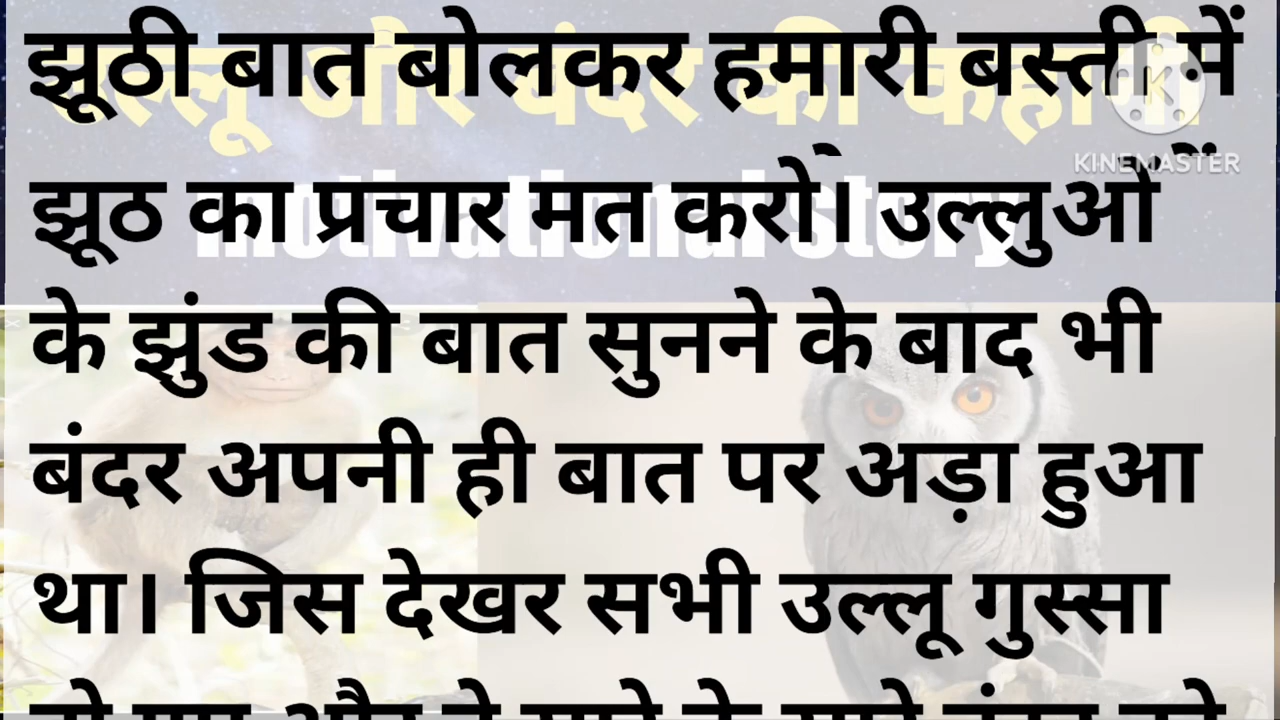 झूठी बात बोलकर हमारी बस्ती में
झूठ का प्रचार मत करो। उल्लुओं
के झुंड की बात सुनने के बाद भी
बंदर अपनी ही बात पर अड़ा हुआ
था। जिस देखर सभी उल्लू गुस्सा
उल्लू और बंदर की कहानी
motivational story
KINEMASTER